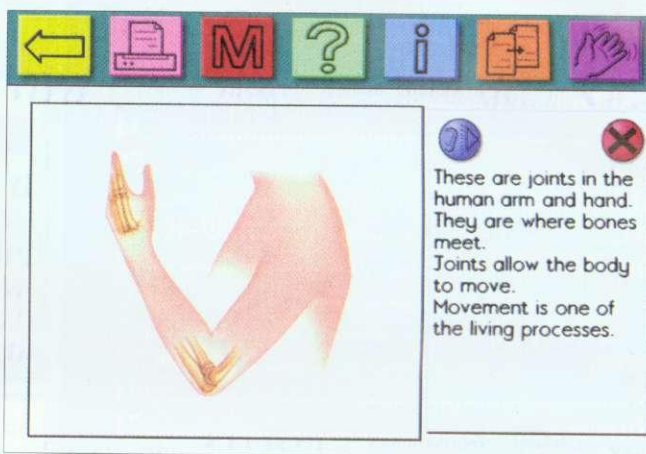 M
?
i
These are joints in the
human arm and hand.
They are where bones
meet.
Joints allow the body
to move.
Movement is one of
the living processes.